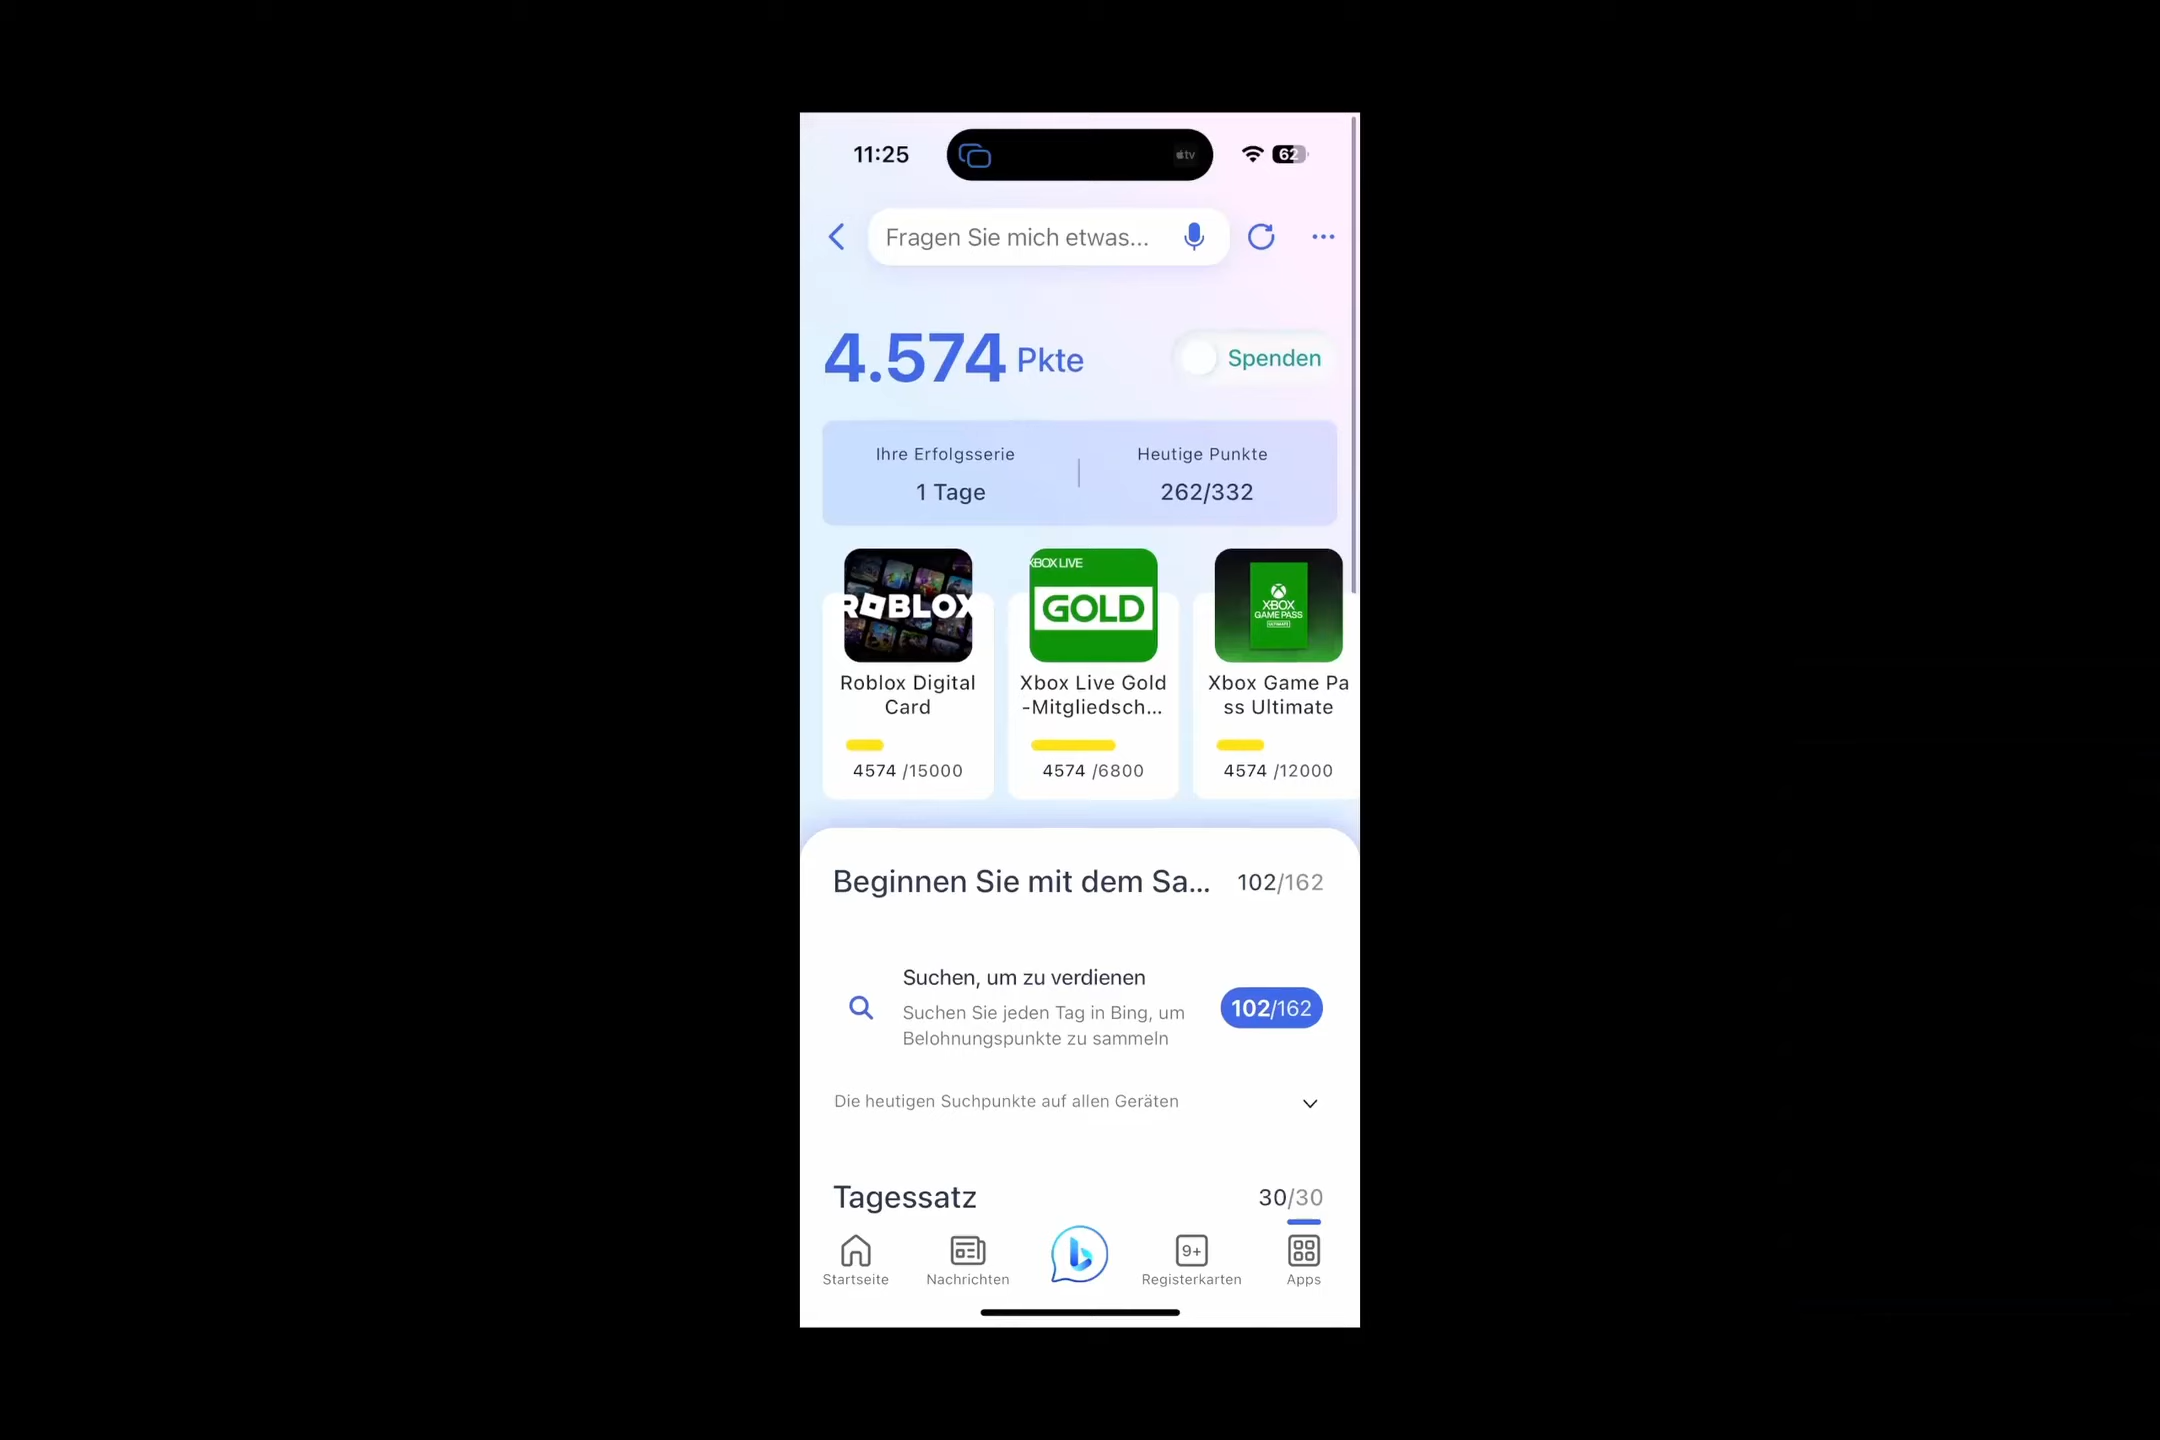 11:25
tv
62
Fragen Sie mich etwas...
4.574 Pkte
Spenden
Ihre Erfolgsserie
1 Tage
Heutige Punkte
262/332
ROBLOX
XBOX LIVE
GOLD
XBOX
GAME PASS
ULTIMATE
Roblox Digital
Card
4574 /15000
Xbox Live Gold
-Mitgliedsch...
4574 /6800
Xbox Game Pa
ss Ultimate
4574 /12000
Beginnen Sie mit dem Sa...
102/162
Suchen, um zu verdienen
Suchen Sie jeden Tag in Bing, um
Belohnungspunkte zu sammeln
102/162
Die heutigen Suchpunkte auf allen Geräten
Tagessatz
30/30
9+
Startseite
Nachrichten
Registerkarten
Apps